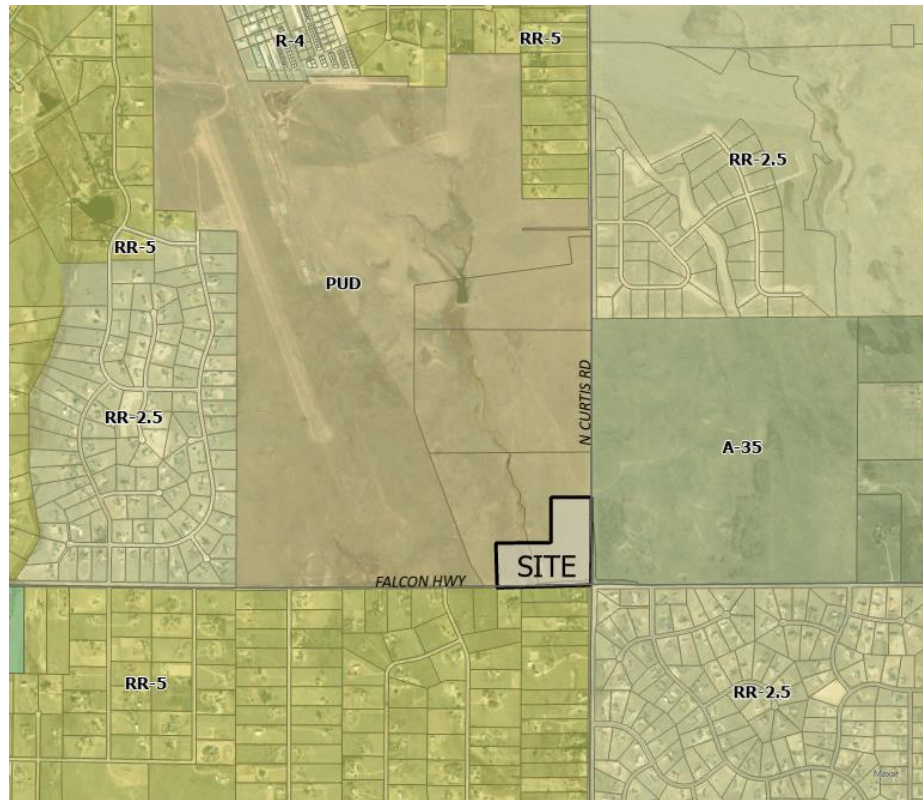 R-4
RR-5
RR-2.5
RR-5
PUD
N CURTIS RD
RR-2.5
A-35
SITE
FALCON HWY
RR-5
RR-2.5
Maxar